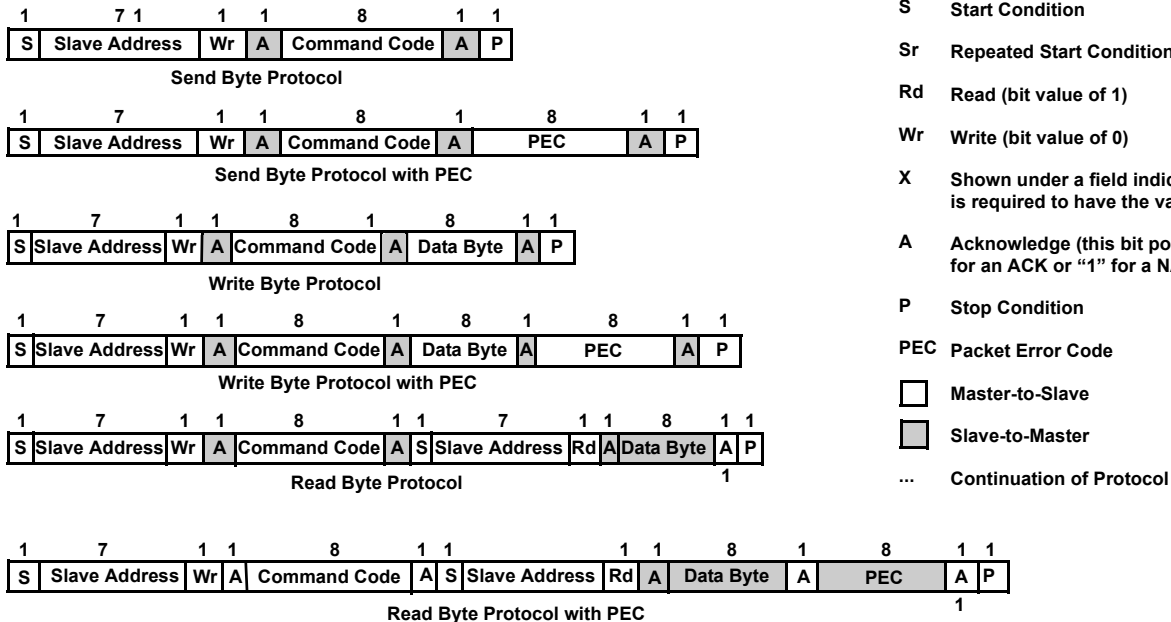 1 7 1 1 1 8 1 1
S Slave Address Wr A Command Code A P
Send Byte Protocol
1 7 1 1 8 1 8 1 1
S Slave Address Wr A Command Code A PEC A P
Send Byte Protocol with PEC
1 7 1 1 8 1 8 1 1
S Slave Address Wr A Command Code A Data Byte A P
Write Byte Protocol
1 7 1 1 8 1 8 1 8 1 1
S Slave Address Wr A Command Code A Data Byte A PEC A P
Write Byte Protocol with PEC
1 7 1 1 8 1 1 7 1 1 8 1 1
S Slave Address Wr A Command Code A S Slave Address Rd A Data Byte A P
1
Read Byte Protocol
1 7 1 1 8 1 1 1 1 8 1 8 1 1
S Slave Address Wr A Command Code A S Slave Address Rd A Data Byte A PEC A P
1
Read Byte Protocol with PEC
S Start Condition
Sr Repeated Start Condition
Rd Read (bit value of 1)
Wr Write (bit value of 0)
X Shown under a field indic
is required to have the va
A Acknowledge (this bit po
for an ACK or “1” for a NA
P Stop Condition
PEC Packet Error Code
Master-to-Slave
Slave-to-Master
... Continuation of Protocol